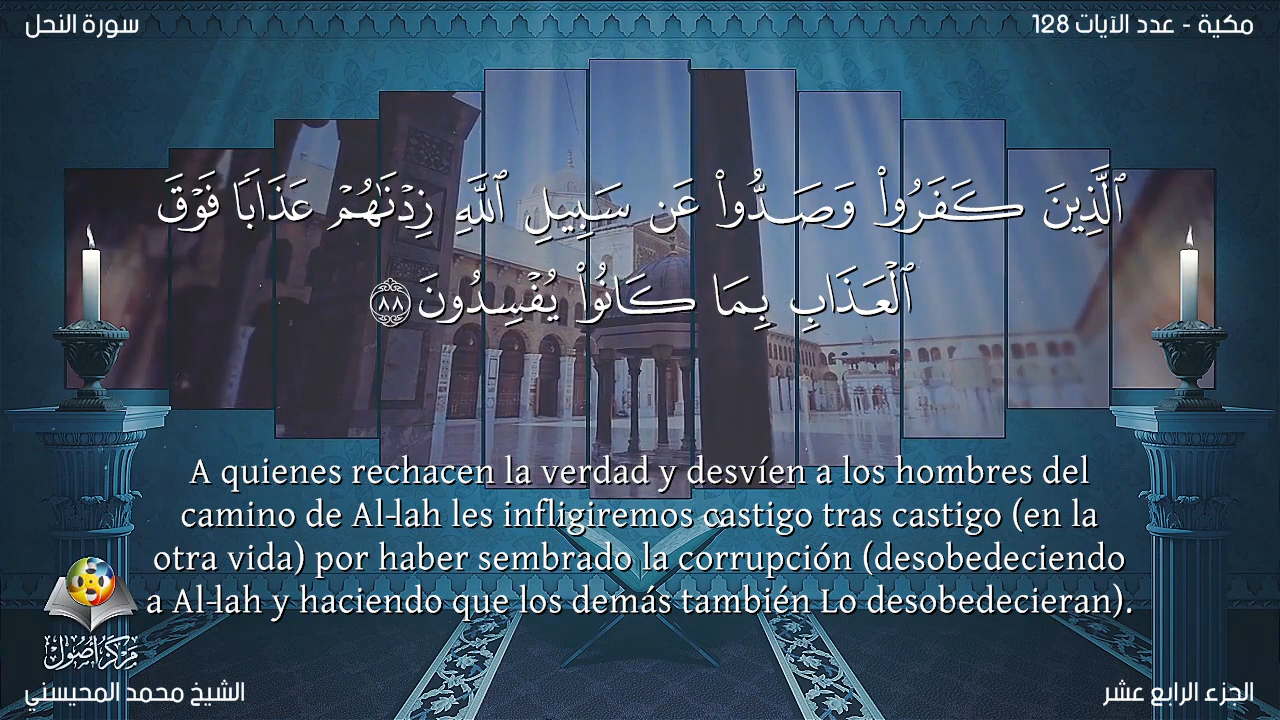 سورة النحل
مكية - عدد الآيات 128
ٱلَّذِينَ كَفَرُوا۟ وَصَدُّوا۟ عَن سَبِيلِ ٱللَّهِ زِدْنَـٰهُمْ عَذَابًا فَوْقَ
ٱلْعَذَابِ بِمَا كَانُوا۟ يُفْسِدُونَ ٨٨
A quienes rechacen la verdad y desvíen a los hombres del
camino de Al-lah les infligiremos castigo tras castigo (en la
otra vida) por haber sembrado la corrupción (desobedeciendo
a Al-lah y haciendo que los demás también Lo desobedecieran).
مركز أصول
الشيخ محمد المحيسني
الجزء الرابع عشر